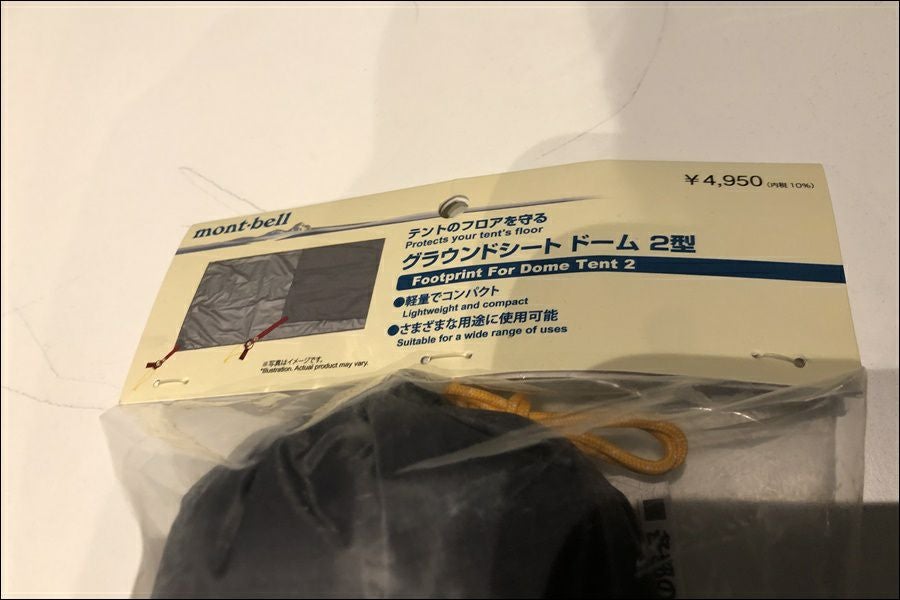 ¥4,950 (内税 10%)
mont-bell
テントのフロアを守る
Protects your tent's floor
グラウンドシート ドーム 2型
Footprint For Dome Tent 2
●軽量でコンパクト
Lightweight and compact
●さまざまな用途に使用可能
Suitable for a wide range of uses
※写真はイメージです。
*Illustration. Actual product may vary.